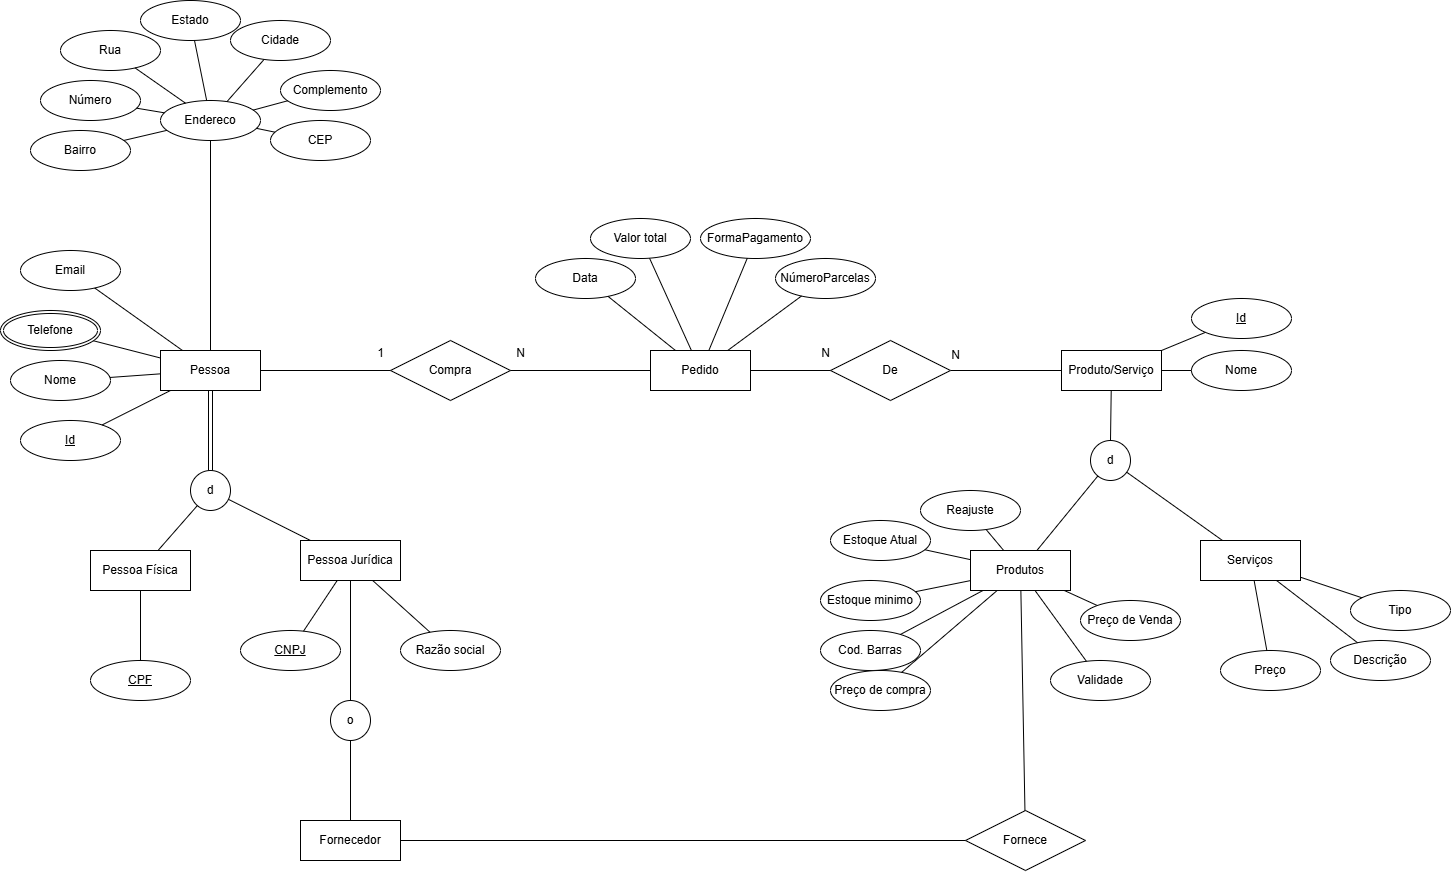 Estado
Rua
Cidade
Número
Complemento
Endereco
Bairro
CEP
Email
Valor total
FormaPagamento
Data
NúmeroParcelas
Telefone
Id
1
N
N
N
Pessoa
Compra
Pedido
De
Produto/Serviço
Nome
Nome
Id
d
d
Reajuste
Estoque Atual
Pessoa Física
Pessoa Jurídica
Produtos
Serviços
Estoque minimo
Preço de Venda
Tipo
CNPJ
Razão social
Cod. Barras
Descrição
Preço
CPF
Preço de compra
Validade
o
Fornecedor
Fornece